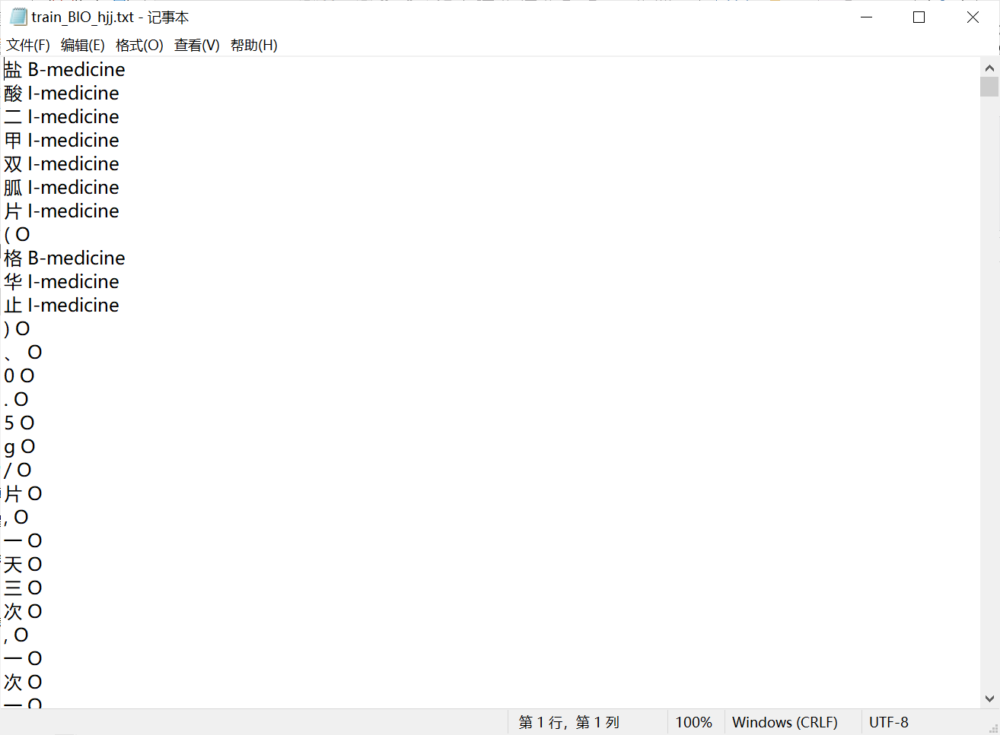 train_BIO_hjj.txt - 记事本
文件(F) 编辑(E) 格式(O) 查看(V) 帮助(H)
盐 B-medicine
酸 I-medicine
二 I-medicine
甲 I-medicine
双 I-medicine
胍 I-medicine
片 I-medicine
( O
格 B-medicine
华 I-medicine
止 I-medicine
) O
、 O
0 O
. O
5 O
g O
/ O
片 O
, O
一 O
天 O
三 O
次 O
, O
一 O
次 O
一 O
第 1 行，第 1 列 100% Windows (CRLF) UTF-8